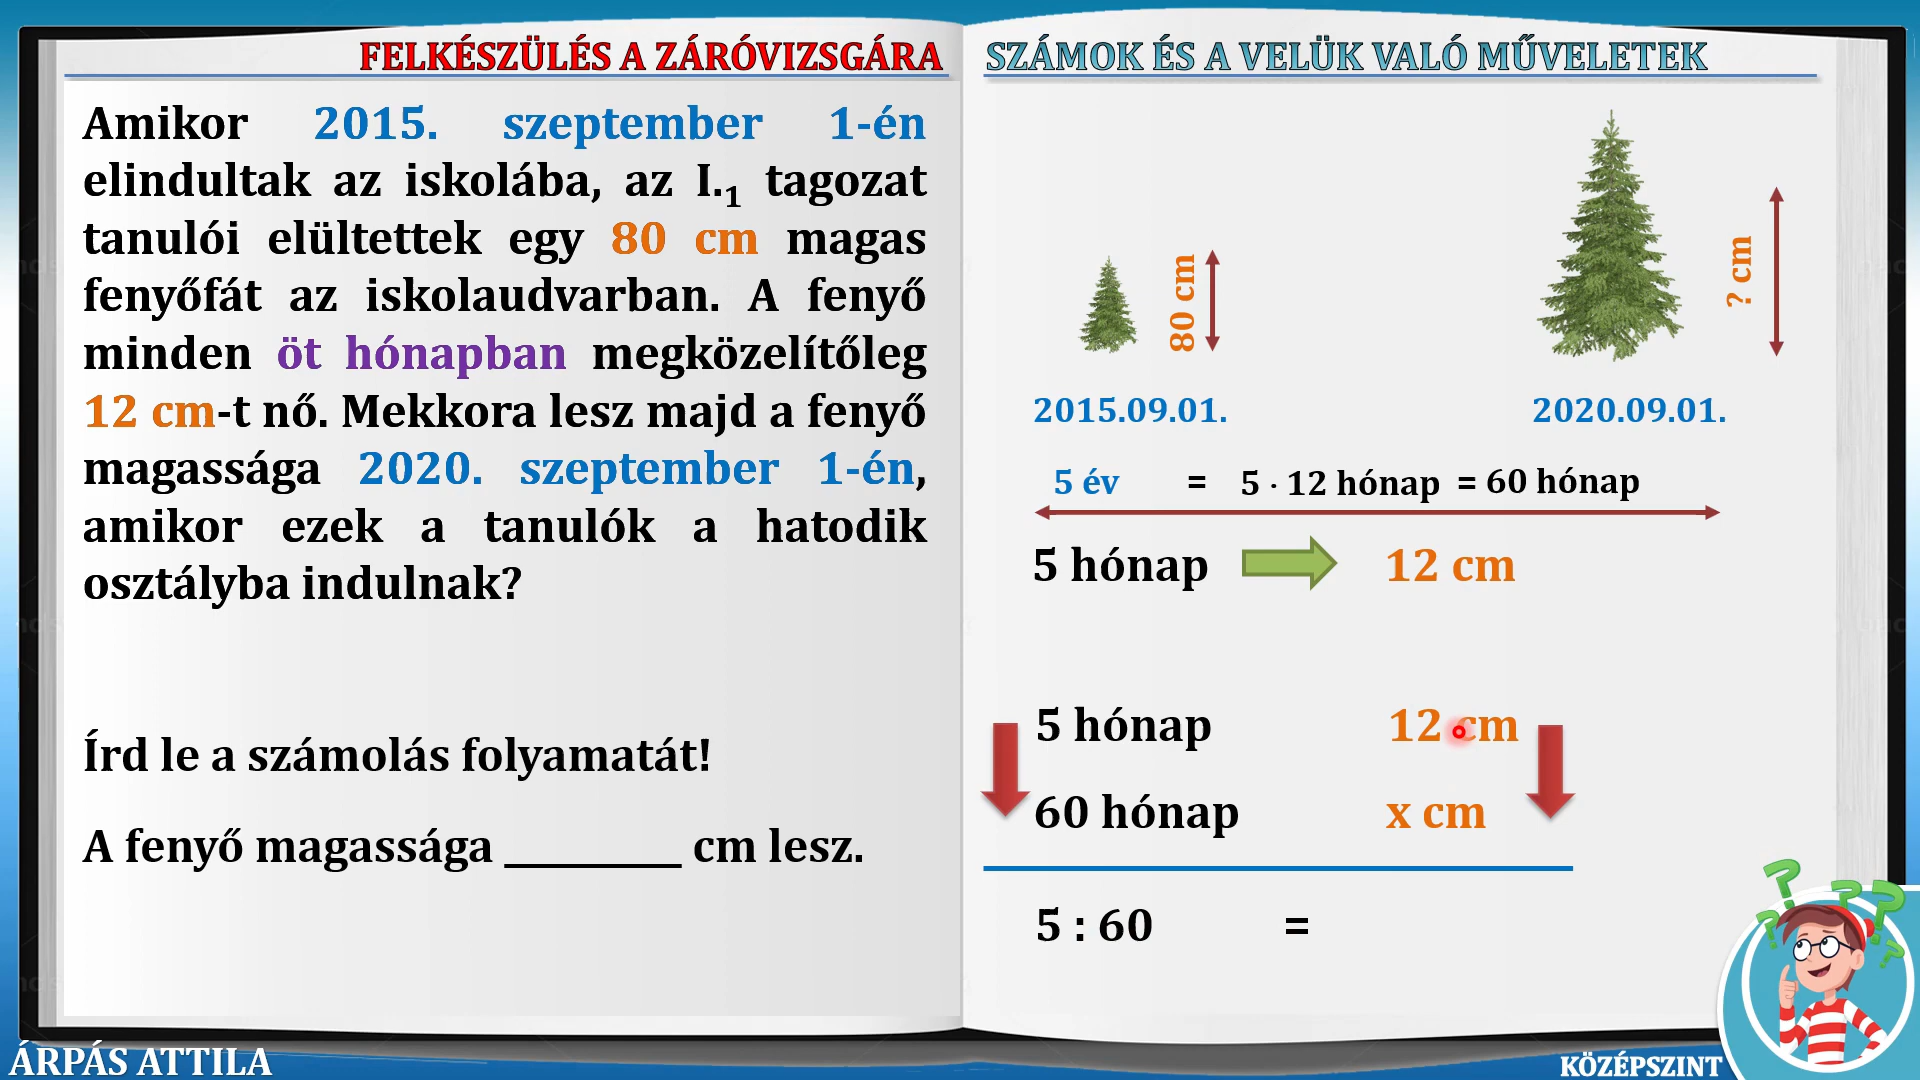 FELKÉSZÜLÉS A ZÁRÓVIZSGÁRA
Amikor 2015. szeptember 1-én
elindultak az iskolába, az I.₁ tagozat
tanulói elültettek egy 80 cm magas
fenyőfát az iskolaudvarban. A fenyő
minden öt hónapban megközelítőleg
12 cm-t nő. Mekkora lesz majd a fenyő
magassága 2020. szeptember 1-én,
amikor ezek a tanulók a hatodik
osztályba indulnak?
Írd le a számolás folyamatát!
A fenyő magassága ________ cm lesz.
SZÁMOK ÉS A VELÜK VALÓ MŰVELETEK
80 cm
? cm
2015.09.01. 2020.09.01.
5 év = 5 · 12 hónap = 60 hónap
5 hónap 12 cm
5 hónap 12 cm
60 hónap x cm
5 : 60 =
ÁRPÁS ATTILA
KÖZÉPSZINT